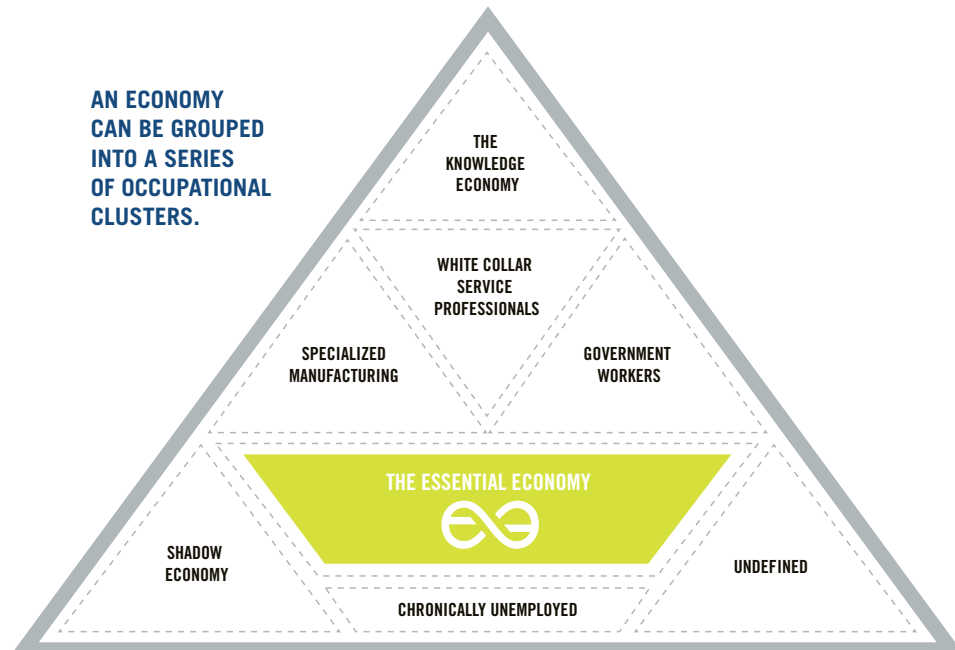 AN ECONOMY
CAN BE GROUPED
INTO A SERIES
OF OCCUPATIONAL
CLUSTERS.
THE
KNOWLEDGE
ECONOMY
WHITE COLLAR
SERVICE
PROFESSIONALS
SPECIALIZED
MANUFACTURING
GOVERNMENT
WORKERS
THE ESSENTIAL ECONOMY
SHADOW
ECONOMY
UNDEFINED
CHRONICALLY UNEMPLOYED